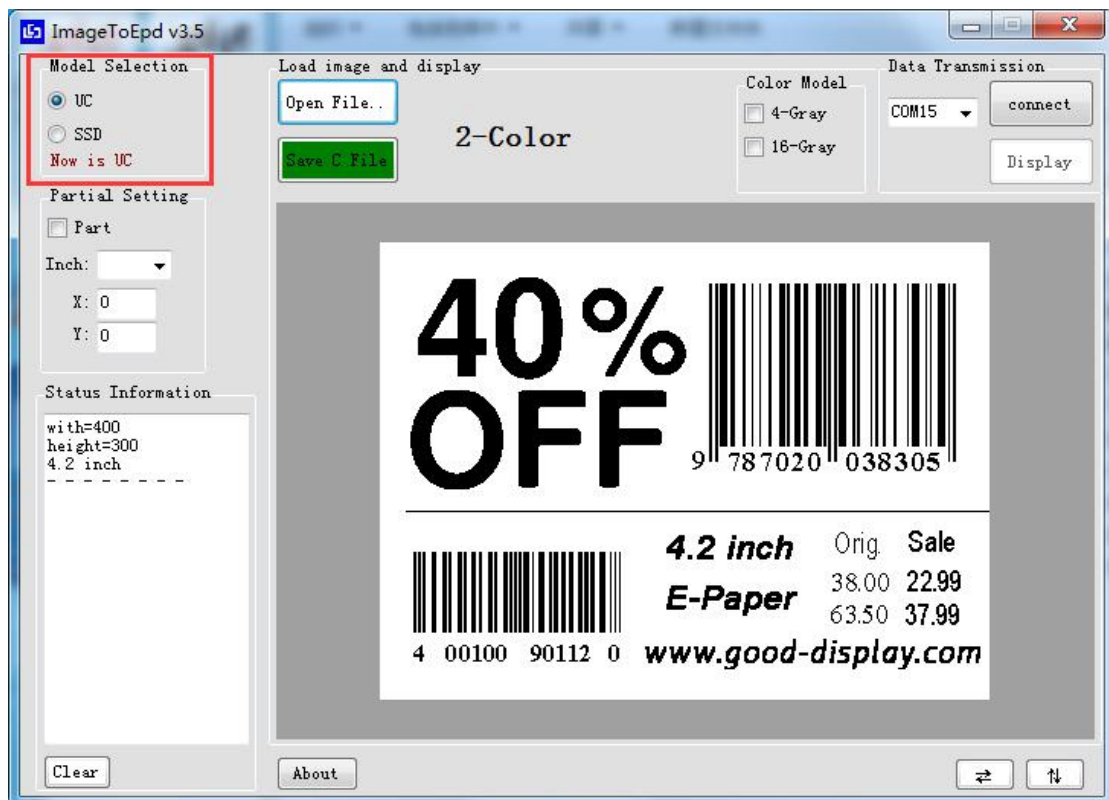 ImageToEpd v3.5
Model Selection
UC
SSD
Now is UC
Partial Setting
Part
Inch:
X: 0
Y: 0
Status Information
with=400
height=300
4.2 inch
- - - - - - - -
Clear
Load image and display
Open File..
Save C File
2-Color
Color Model
4-Gray
16-Gray
Data Transmission
COM15
connect
Display
40%
OFF
9 787020 038305
4 00100 90112 0
4.2 inch
E-Paper
Orig. Sale
38.00 22.99
63.50 37.99
www.good-display.com
About
⇄
⇅